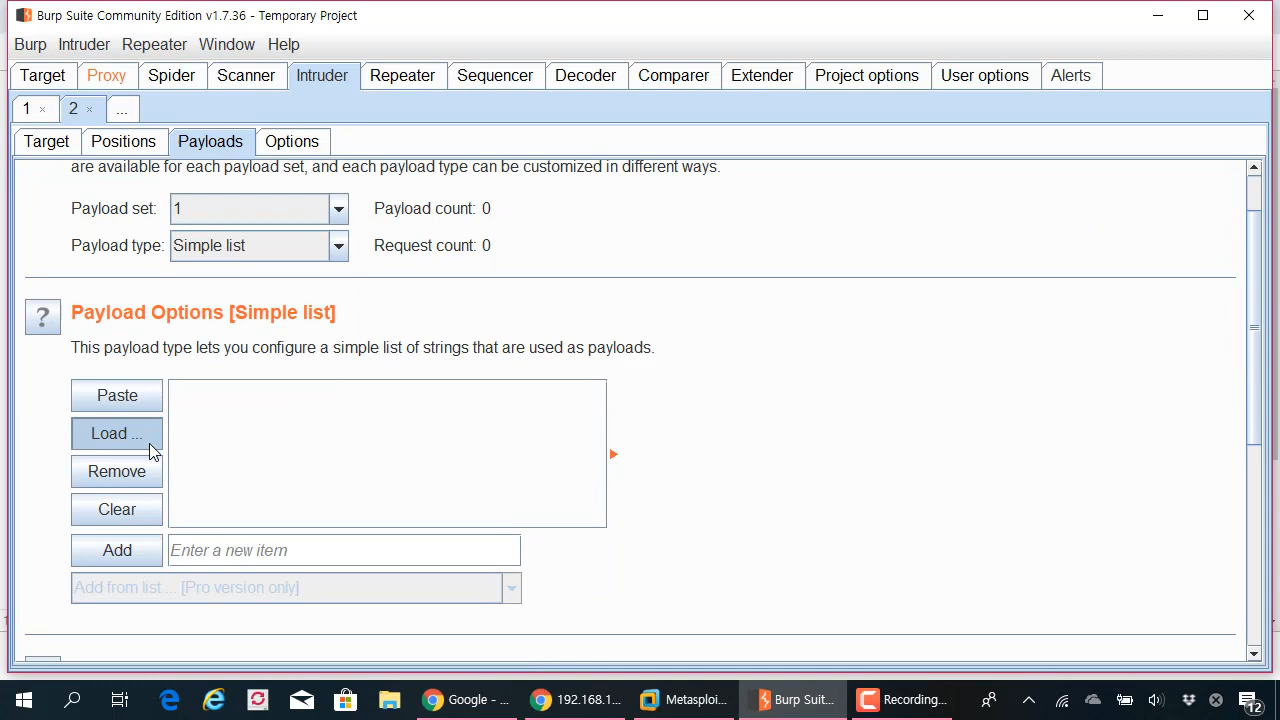 Burp Suite Community Edition v1.7.36 - Temporary Project
Burp Intruder Repeater Window Help
Target Proxy Spider Scanner Intruder Repeater Sequencer Decoder Comparer Extender Project options User options Alerts
1 × 2 × ...
Target Positions Payloads Options
are available for each payload set, and each payload type can be customized in different ways.
Payload set: 1 Payload count: 0
Payload type: Simple list Request count: 0
? Payload Options [Simple list]
This payload type lets you configure a simple list of strings that are used as payloads.
Paste
Load ...
Remove
Clear
Add Enter a new item
Add from list ... [Pro version only]
Google – ... 192.168.1... Metasploi... Burp Suit... Recording... 12